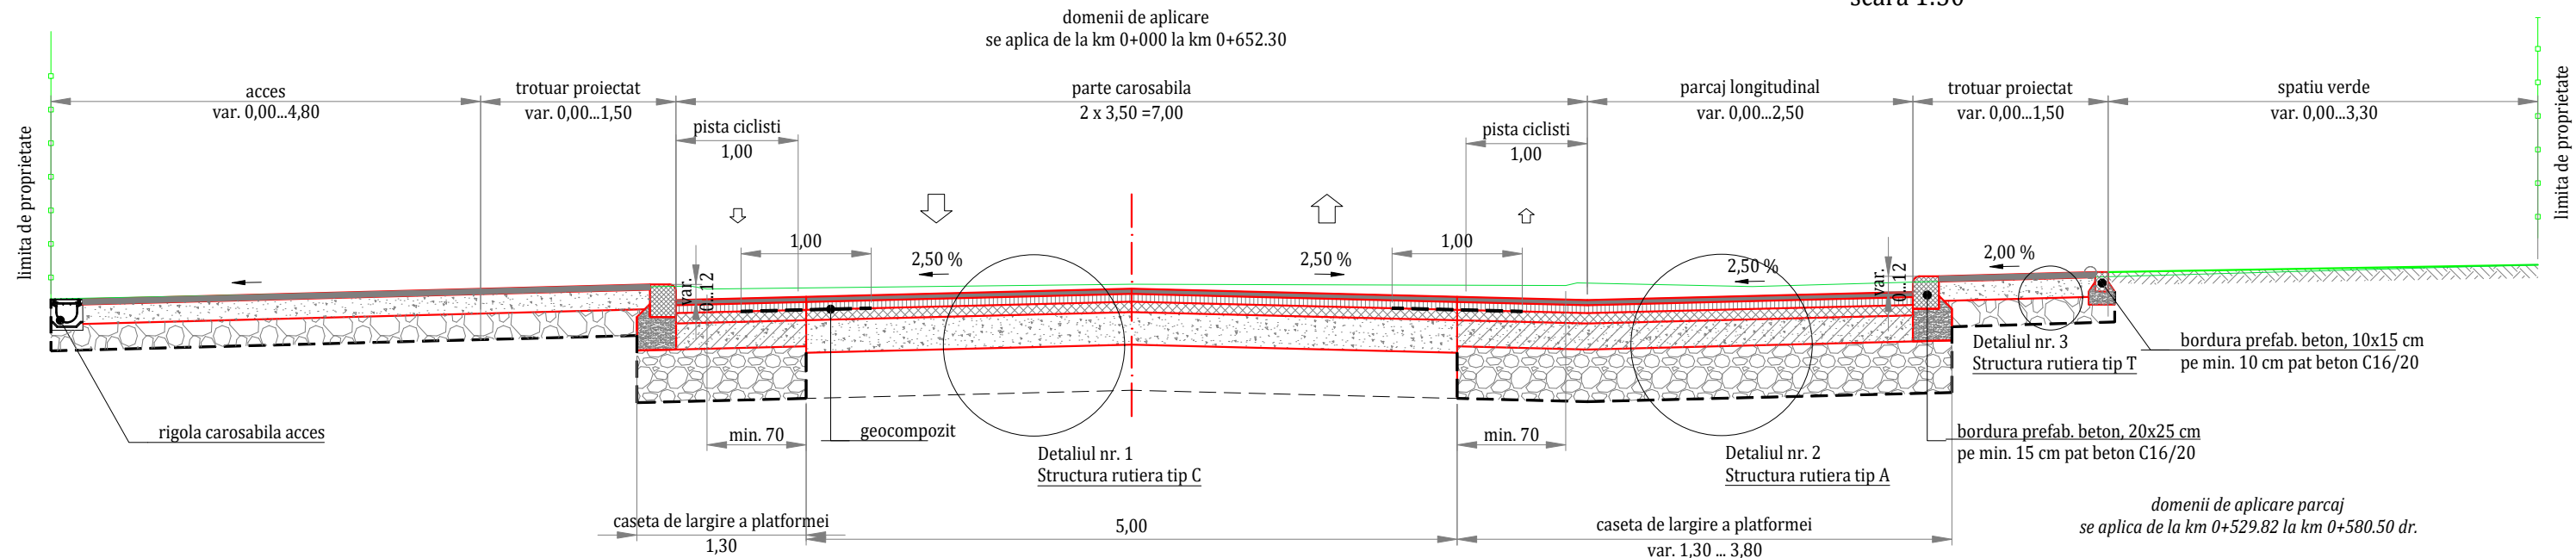 domenii de aplicare
se aplica de la km 0+000 la km 0+652.30
acces
var. 0,00...4,80
trotuar proiectat
var. 0,00...1,50
parte carosabila
2 x 3,50 =7,00
parcaj longitudinal
var. 0,00...2,50
trotuar proiectat
var. 0,00...1,50
spatiu verde
var. 0,00...3,30
limita de proprietate
limita de proprietate
pista ciclisti
1,00
pista ciclisti
1,00
1,00
2,50 %
2,50 %
1,00
2,50 %
2,00 %
var.
0...12
var.
0...12
rigola carosabila acces
min. 70
geocompozit
min. 70
Detaliul nr. 1
Structura rutiera tip C
Detaliul nr. 2
Structura rutiera tip A
Detaliul nr. 3
Structura rutiera tip T
bordura prefab. beton, 10x15 cm
pe min. 10 cm pat beton C16/20
bordura prefab. beton, 20x25 cm
pe min. 15 cm pat beton C16/20
caseta de largire a platformei
1,30
5,00
caseta de largire a platformei
var. 1,30 ... 3,80
domenii de aplicare parcaj
se aplica de la km 0+529.82 la km 0+580.50 dr.